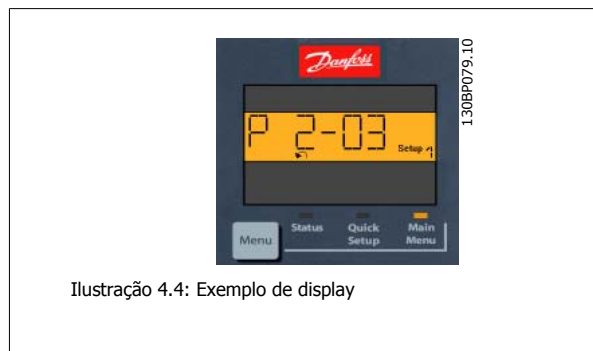 Danfoss
130BP079.10
P 2-03
Setup 1
Status
Quick Setup
Main Menu
Menu
Ilustração 4.4: Exemplo de display